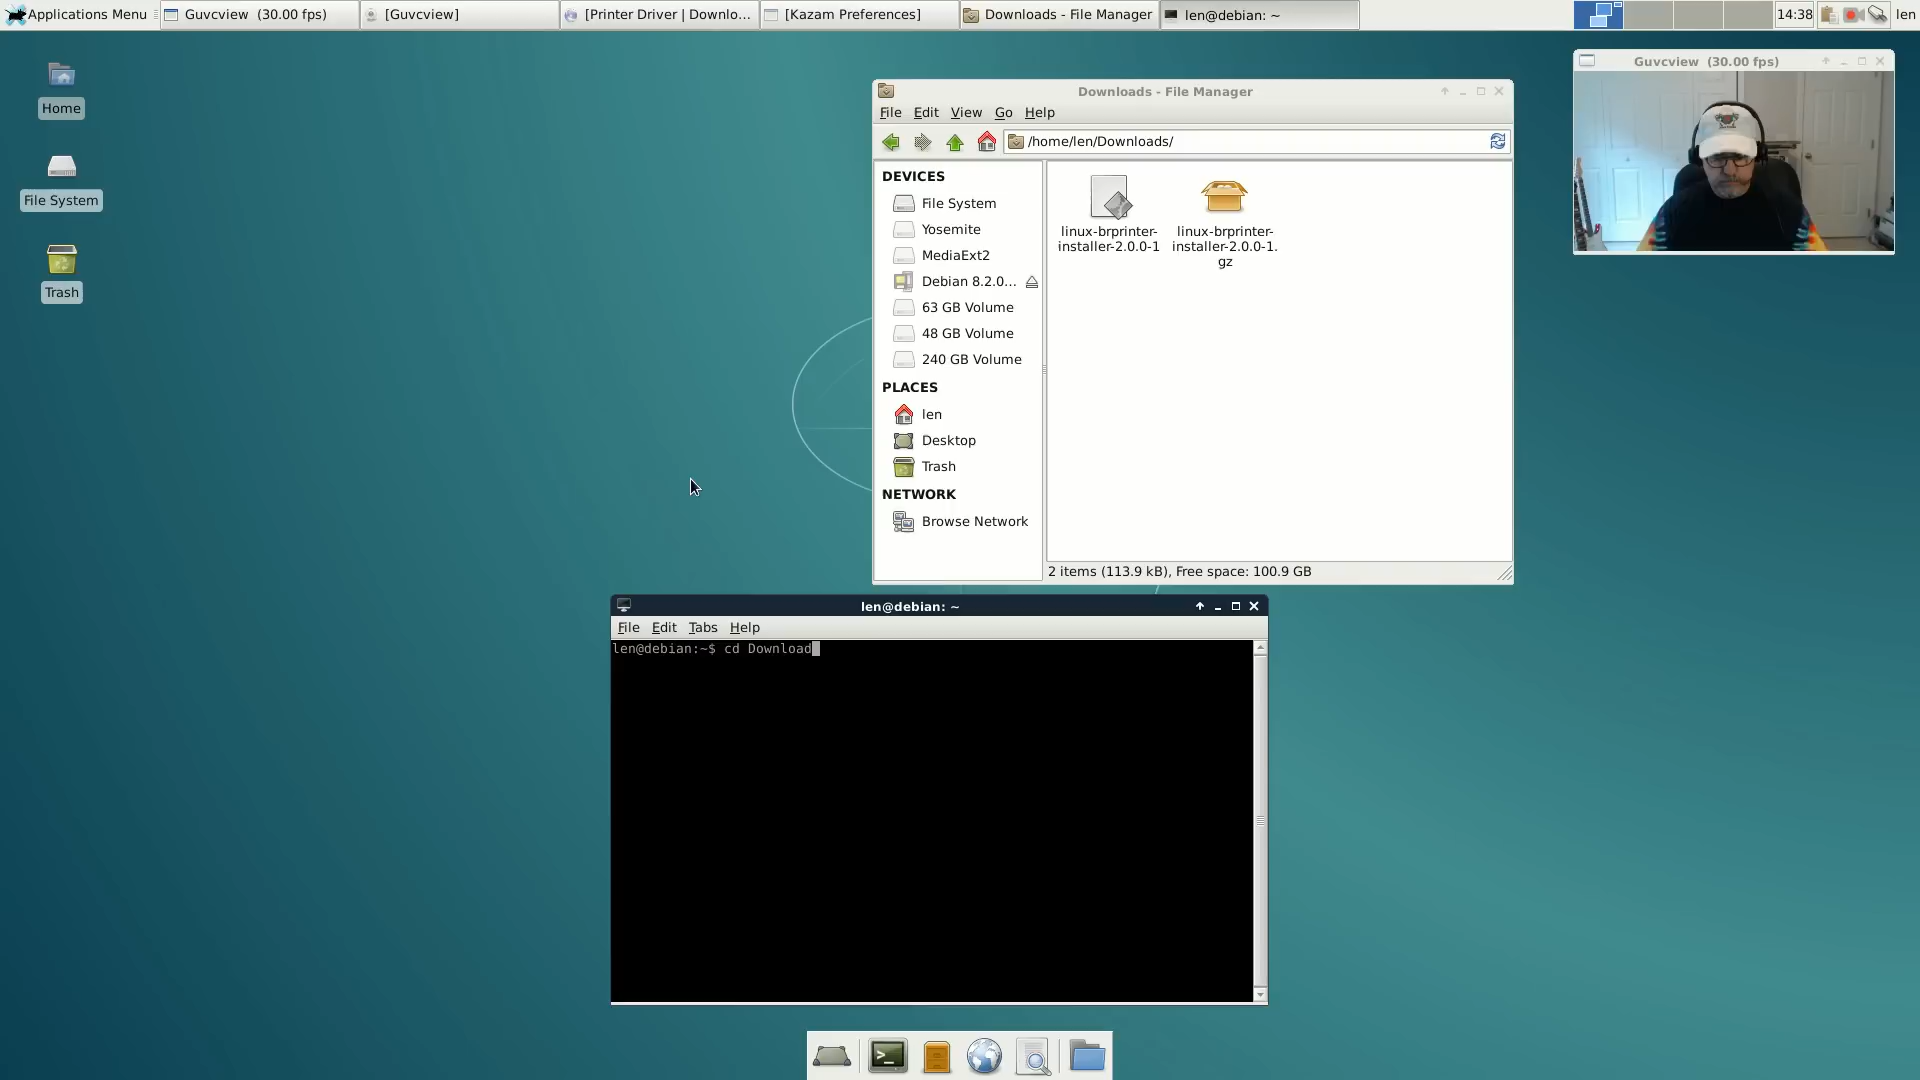 Applications Menu
Guvcview (30.00 fps)
[Guvcview]
[Printer Driver | Downlo...
[Kazam Preferences]
Downloads - File Manager
len@debian: ~
14:38
len
Home
File System
Trash
Guvcview (30.00 fps)
Downloads - File Manager
File Edit View Go Help
/home/len/Downloads/
DEVICES
File System
Yosemite
MediaExt2
Debian 8.2.0...
63 GB Volume
48 GB Volume
240 GB Volume
PLACES
len
Desktop
Trash
NETWORK
Browse Network
linux-brprinter-
installer-2.0.0-1
linux-brprinter-
installer-2.0.0-1.
gz
2 items (113.9 kB), Free space: 100.9 GB
len@debian: ~
File Edit Tabs Help
len@debian:~$ cd Download